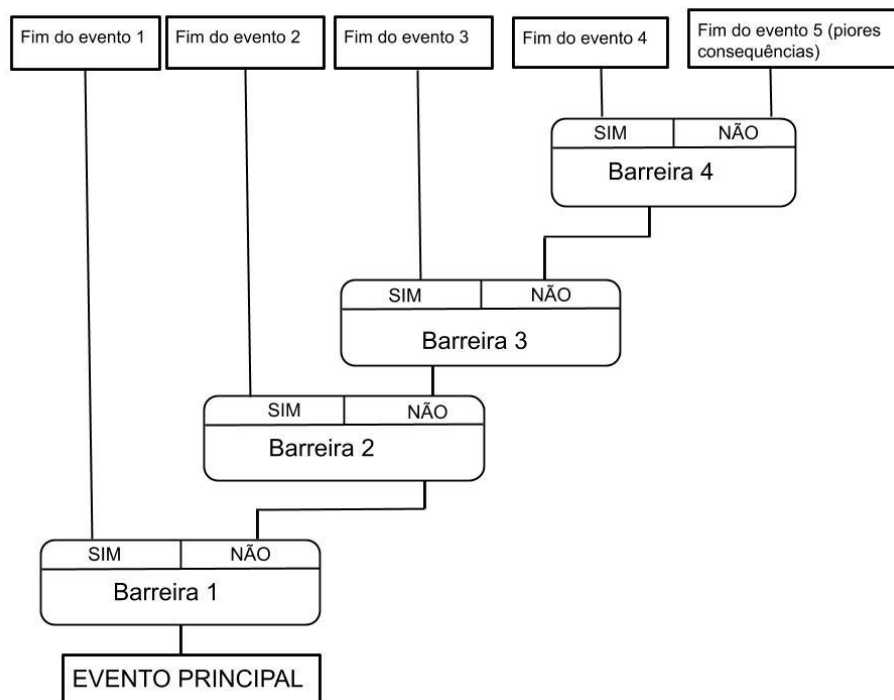 Fim do evento 1
Fim do evento 2
Fim do evento 3
Fim do evento 4
Fim do evento 5 (piores
consequências)
SIM
NÃO
Barreira 4
SIM
NÃO
Barreira 3
SIM
NÃO
Barreira 2
SIM
NÃO
Barreira 1
EVENTO PRINCIPAL